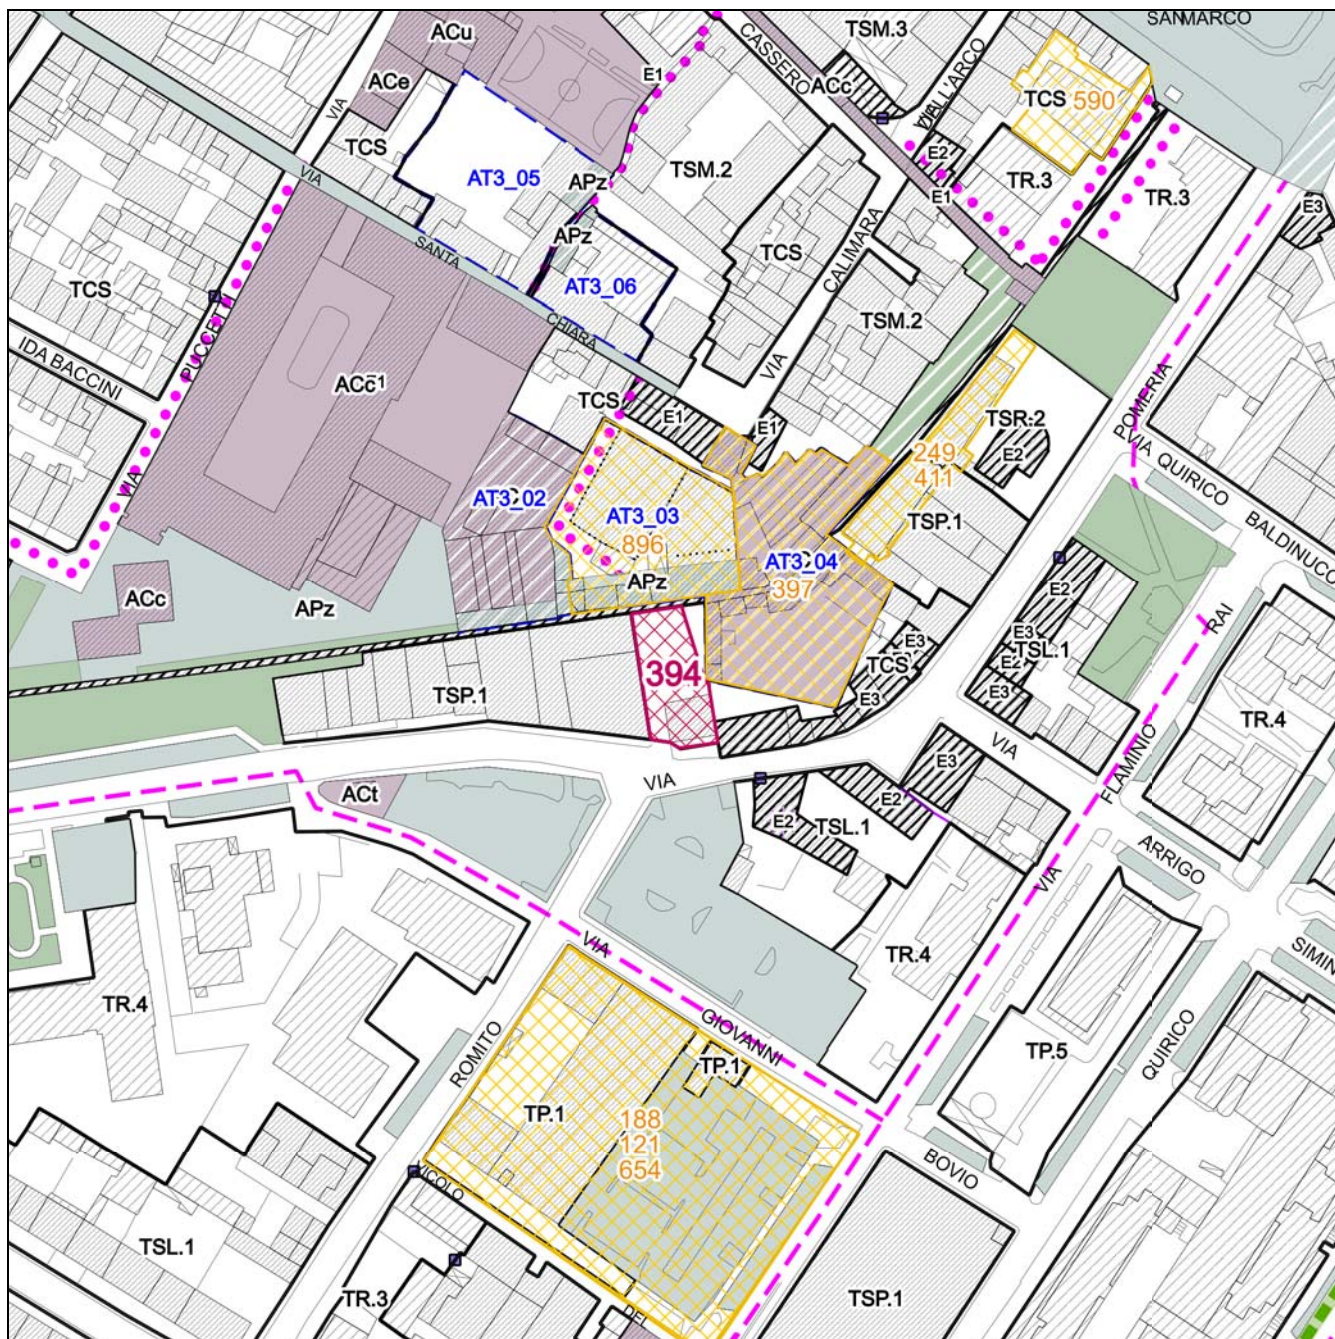 SAN MARCO
ACu
TSM.3
CASSERO
ACe
E1
ACc
VIA
DALL'ARCO
TCS
590
VIA
TCS
AT3_05
APz
TSM.2
E2
E1
TR.3
TR.3
E3
VIA
SANTA
APz
CALIMARA
TCS
TCS
AT3_06
TSM.2
CHIARA
PUCCETTI
IDA BACCINI
ACc
VIA
POMERIA
TCS
E1
E1
TSR.2
E2
249
411
P.VIA QUIRICO
BALDINUCCI
VIA
AT3_02
AT3_03
896
TSP.1
AT3_04
397
APz
ACc
APz
E2
RAI
E3
TCS
E3
E3
TSL.1
E2
E3
394
TSP.1
TR.4
VIA
VIA
FLAMINIO
E3
ACt
E2
E2
TSL.1
ARRIGO
VIA
VIA
TR.4
SIMIN
TR.4
QUIRICO
ROMITO
GIOVANNI
TP.5
TP.1
TP.1
188
121
654
BOVIO
VICOLO
TSL.1
TR.3
DEL
TSP.1